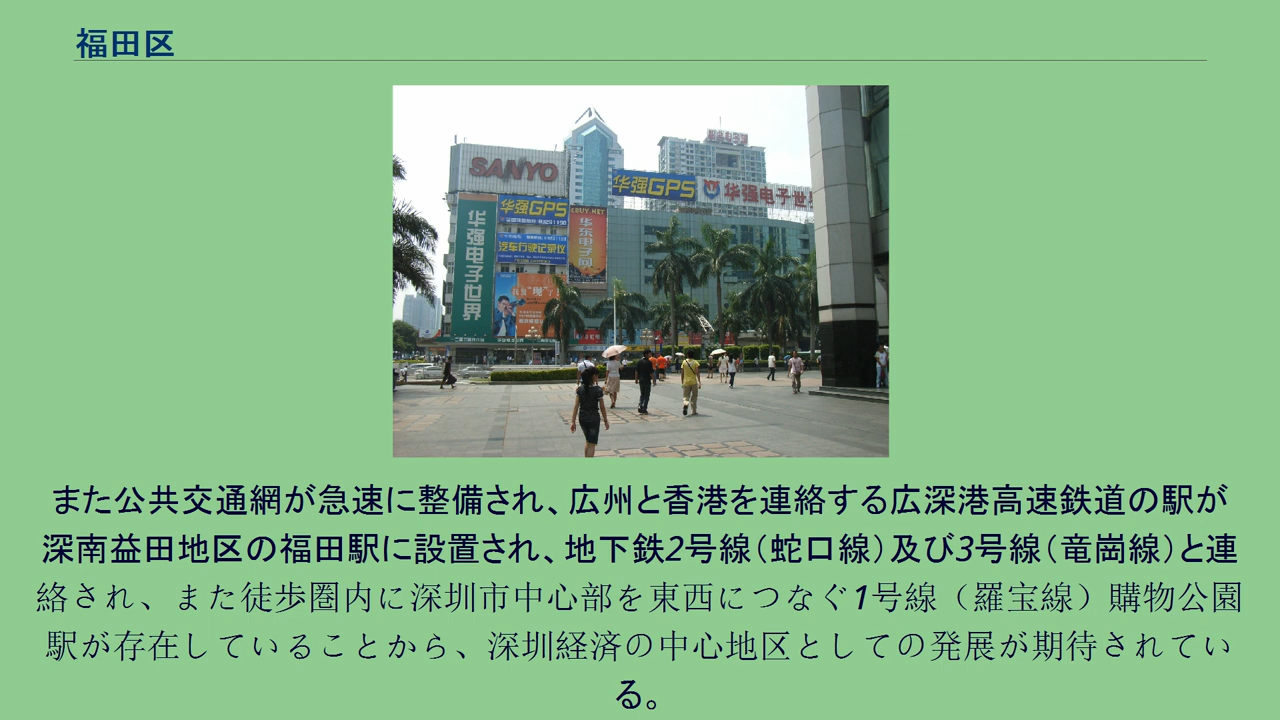 福田区
SANYO
华强GPS
华强电子世
华强GPS
华强电子世界
汽车行驶记录仪
华东电子网
また公共交通網が急速に整備され、広州と香港を連絡する広深港高速鉄道の駅が
深南益田地区の福田駅に設置され、地下鉄2号線（蛇口線）及び3号線（竜崗線）と連
絡され、また徒歩圏内に深圳市中心部を東西につなぐ1号線（羅宝線）購物公園
駅が存在していることから、深圳経済の中心地区としての発展が期待されてい
る。